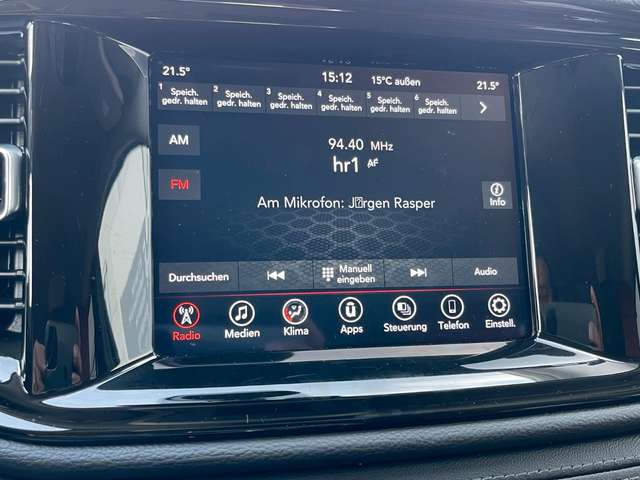 21.5° 15:12 15°C außen 21.5°
1 Speich. gedr. halten
2 Speich. gedr. halten
3 Speich. gedr. halten
4 Speich. gedr. halten
5 Speich. gedr. halten
6 Speich. gedr. halten
AM
94.40 MHz
hr1 AF
FM
Info
Am Mikrofon: J�rgen Rasper
Durchsuchen
Manuell
eingeben
Audio
Radio Medien Klima Apps Steuerung Telefon Einstell.